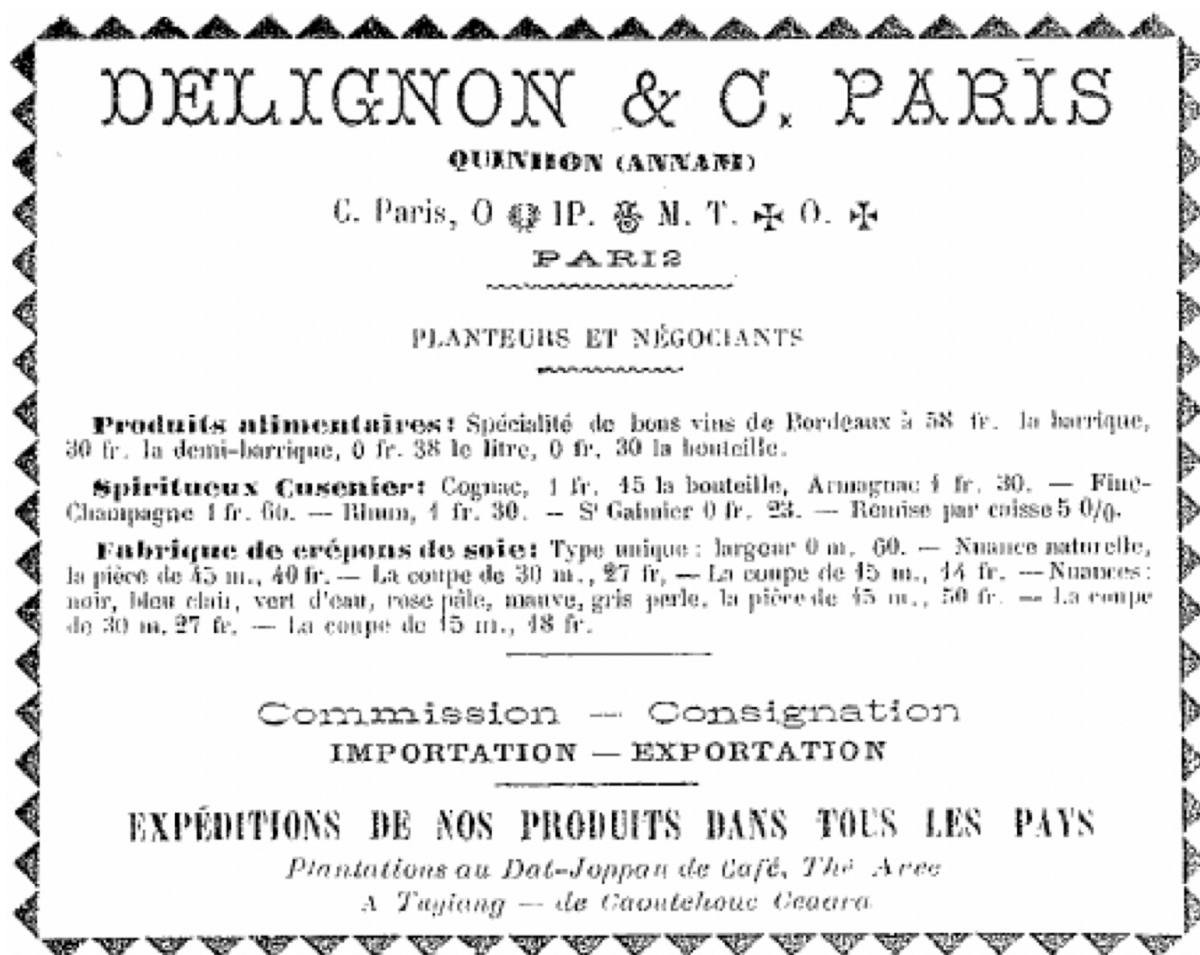 DELIGNON & C. PARIS
QUINHON (ANNAM)
C. Paris, O IP. M. T. O.
PARI2
PLANTEURS ET NÉGOCIANTS
Produits alimentaires: Spécialité de bons vins de Bordeaux à 58 fr. la barrique,
30 fr. la demi-barrique, 0 fr. 38 le litre, 0 fr. 30 la bouteille.
Spiritueux Cusenier: Cognac, 1 fr. 45 la bouteille, Armagnac 1 fr. 30. — Fine-
Champagne 1 fr. 60. — Rhum, 1 fr. 30. — St Galmier 0 fr. 23. — Remise par caisse 5 0/0.
Fabrique de crépons de soie: Type unique : largeur 0 m. 60. — Nuance naturelle,
la pièce de 45 m., 40 fr. — La coupe de 30 m., 27 fr. — La coupe de 15 m., 14 fr. — Nuances :
noir, bleu clair, vert d'eau, rose pâle, mauve, gris perle, la pièce de 45 m., 50 fr. — La coupe
de 30 m. 27 fr. — La coupe de 15 m., 18 fr.
Commission — Consignation
IMPORTATION — EXPORTATION
EXPÉDITIONS DE NOS PRODUITS DANS TOUS LES PAYS
Plantations au Dat-Joppan de Café, Thé Arec
A Tugiang — de Caoutchouc Ceaara